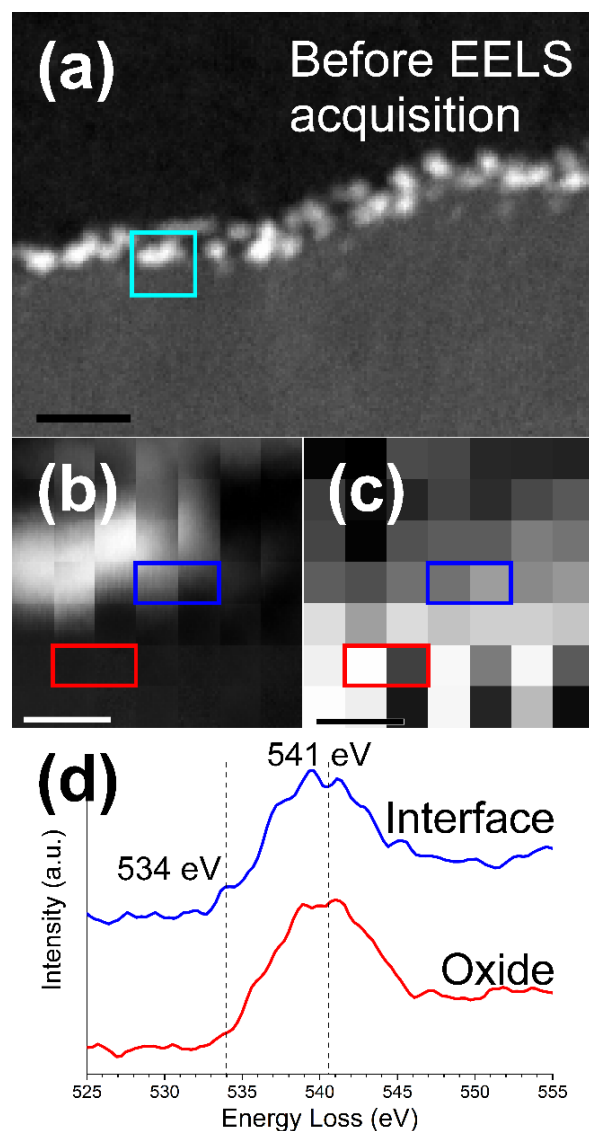 (a)
Before EELS
acquisition
(b)
(c)
(d)
541 eV
534 eV
Interface
Oxide
Intensity (a.u.)
525 530 535 540 545 550 555
Energy Loss (eV)